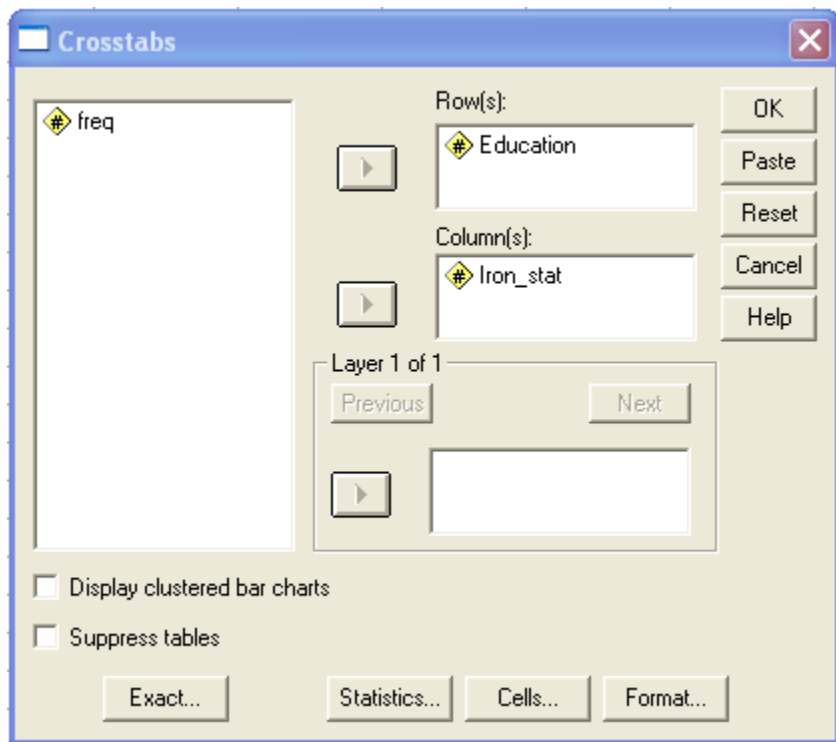 Crosstabs
# freq
Row(s):
# Education
Column(s):
# Iron_stat
OK
Paste
Reset
Cancel
Help
Layer 1 of 1
Previous
Next
Display clustered bar charts
Suppress tables
Exact...
Statistics...
Cells...
Format...